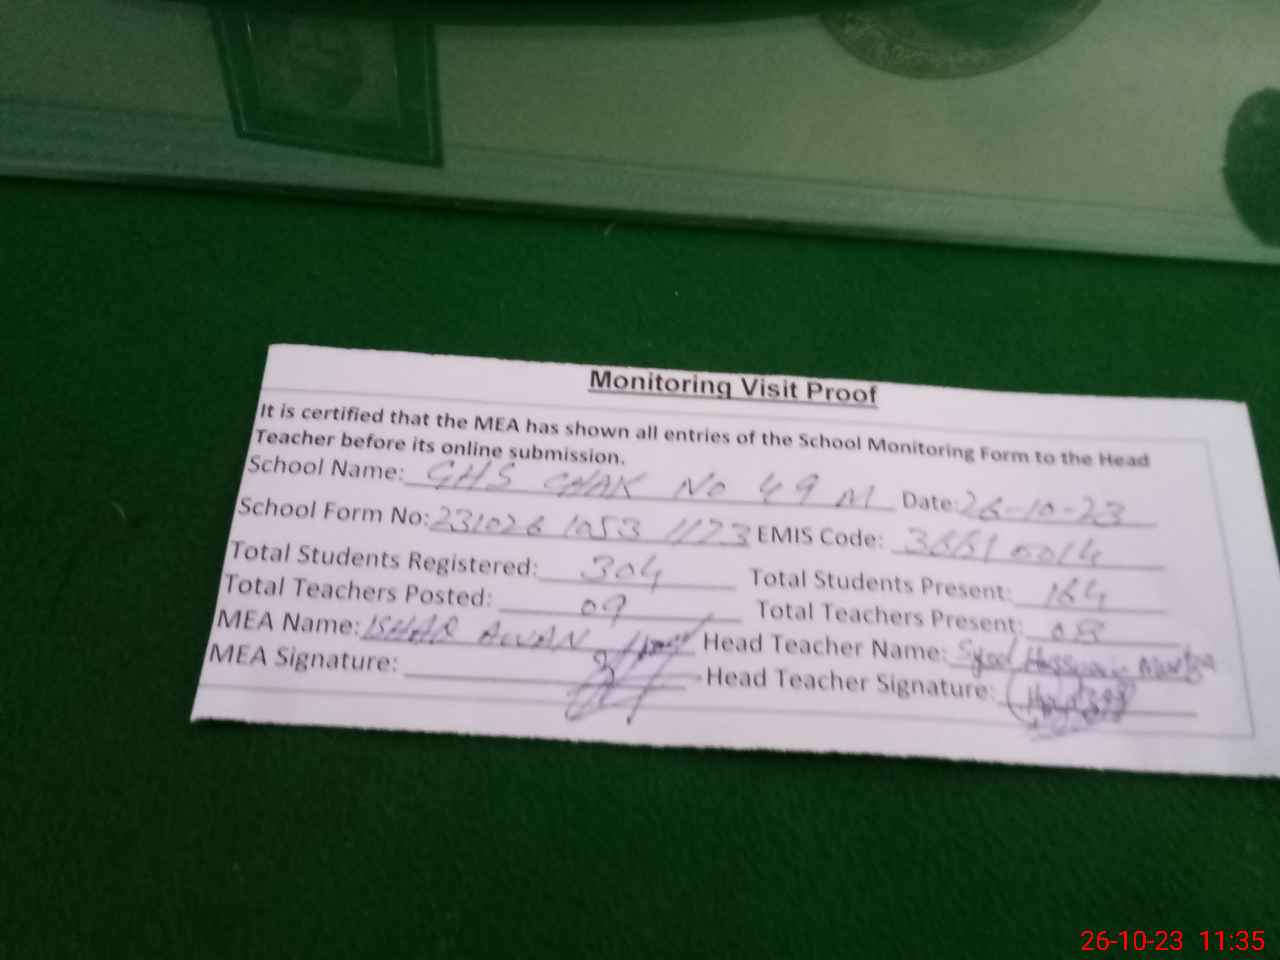 Monitoring Visit Proof
It is certified that the MEA has shown all entries of the School Monitoring Form to the Head
Teacher before its online submission.
School Name: GHS CHAK No 49 M Date: 26-10-23
School Form No: 231026 1053 1123 EMIS Code:
Total Students Registered: 304 Total Students Present: 164
Total Teachers Posted: 09 Total Teachers Present: 08
MEA Name: AWAN Head Teacher Name: Syed
MEA Signature: Head Teacher Signature:
26-10-23 11:35